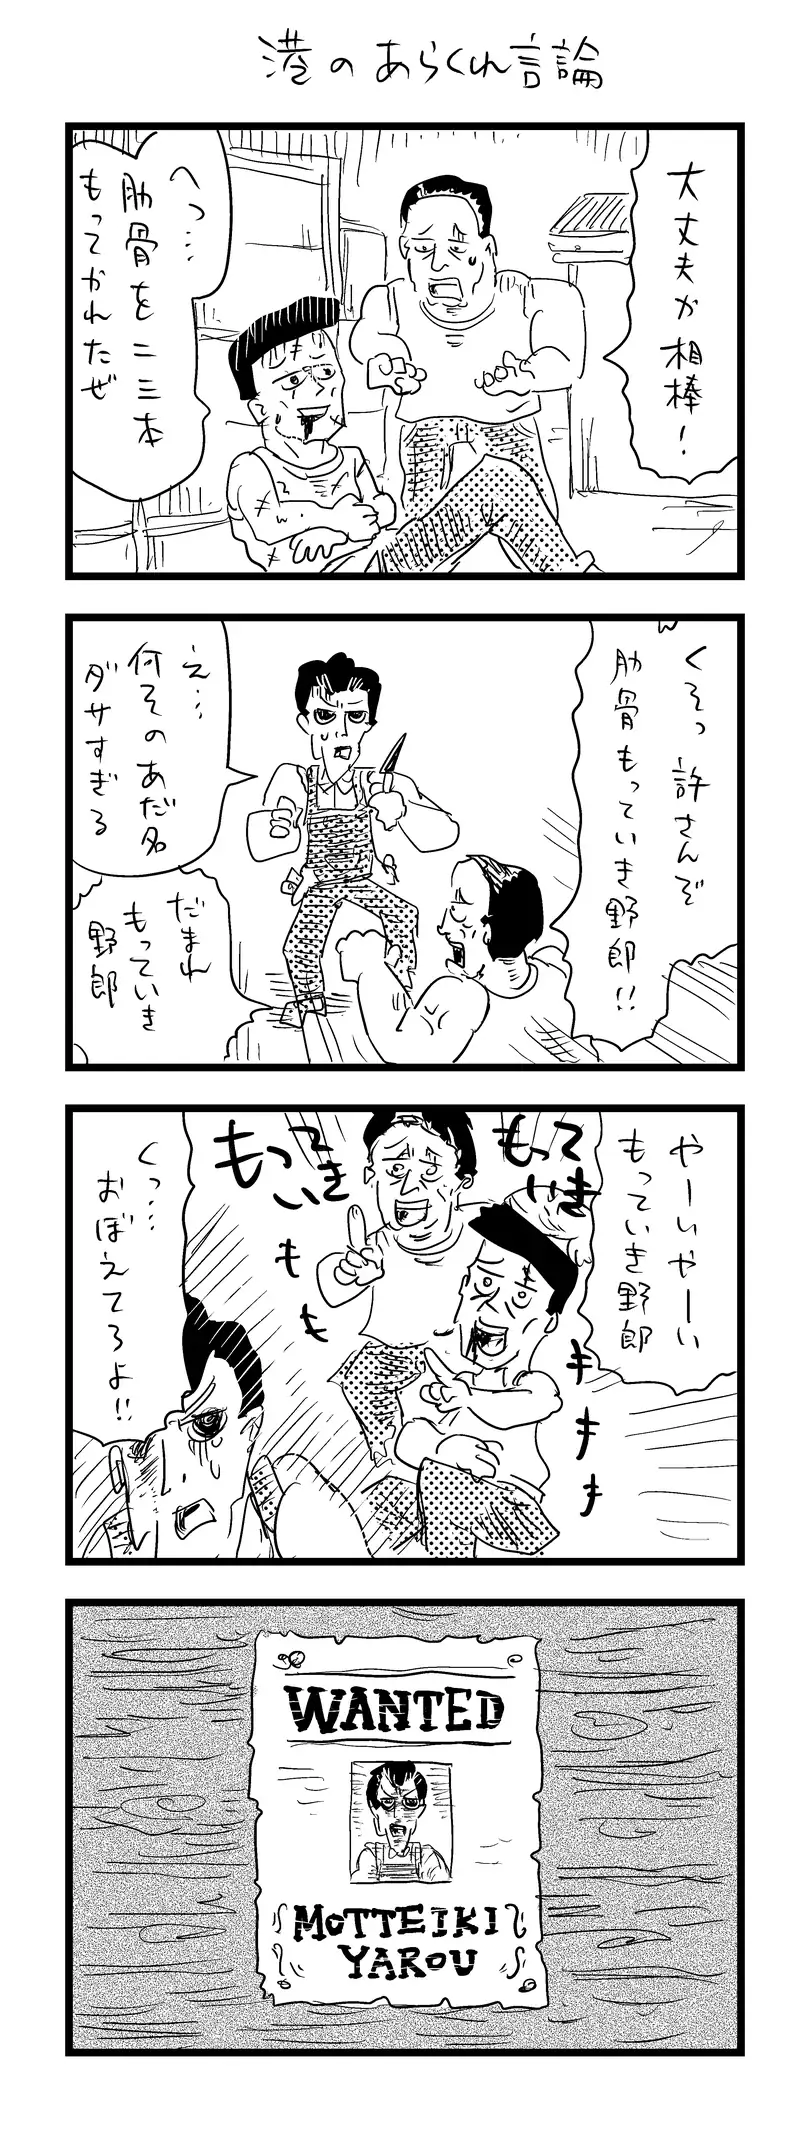 港のあらくれ言論
大丈夫か相棒!
へっ…
肋骨を二三本
もってかれたぜ
くそっ許さんぞ
肋骨もっていき野郎!!
え…
何そのあだ名
ダサすぎる
だまれ
もっていき
野郎
やーいやーい
もっていき野郎
もって
いき
もって
いき
もも
キキキ
くっ…
おぼえてろよ!!
WANTED
MOTTEIKI
YAROU